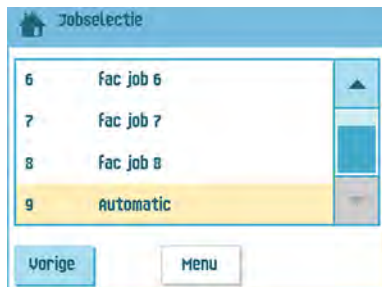 Jobselectie
6 Fac job 6
7 Fac job 7
8 Fac job 8
9 Automatic
Vorige Menu